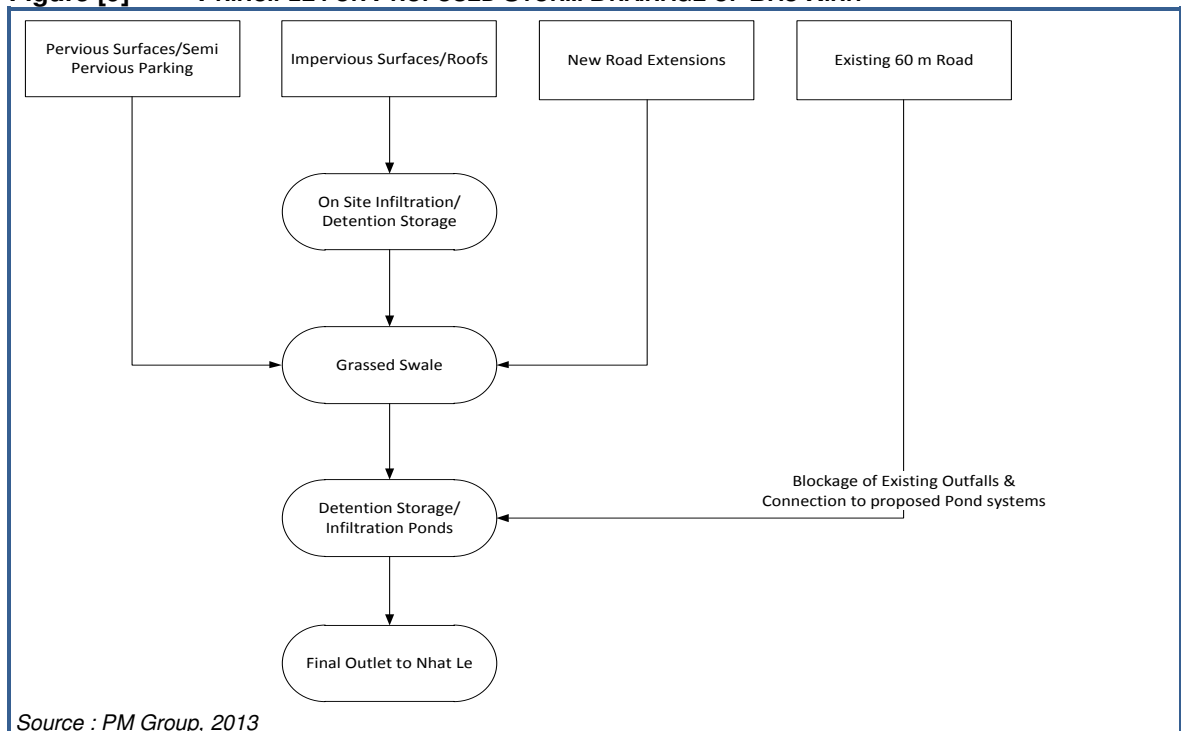 Pervious Surfaces/Semi
Pervious Parking
Impervious Surfaces/Roofs
New Road Extensions
Existing 60 m Road
On Site Infiltration/
Detention Storage
Grassed Swale
Blockage of Existing Outfalls &
Connection to proposed Pond systems
Detention Storage/
Infiltration Ponds
Final Outlet to Nhat Le
Source : PM Group, 2013